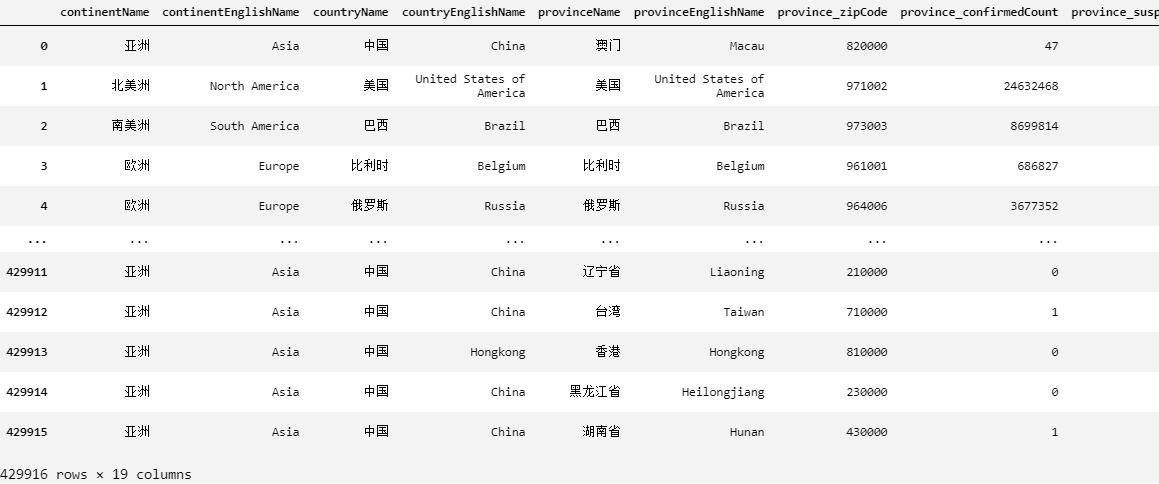 continentName continentEnglishName countryName countryEnglishName provinceName provinceEnglishName province_zipCode province_confirmedCount province_susp
0 亚洲 Asia 中国 China 澳门 Macau 820000 47
1 北美洲 North America 美国 United States of America 美国 United States of America 971002 24632468
2 南美洲 South America 巴西 Brazil 巴西 Brazil 973003 8699814
3 欧洲 Europe 比利时 Belgium 比利时 Belgium 961001 686827
4 欧洲 Europe 俄罗斯 Russia 俄罗斯 Russia 964006 3677352
... ... ... ... ... ... ... ... ...
429911 亚洲 Asia 中国 China 辽宁省 Liaoning 210000 0
429912 亚洲 Asia 中国 China 台湾 Taiwan 710000 1
429913 亚洲 Asia 中国 Hongkong 香港 Hongkong 810000 0
429914 亚洲 Asia 中国 China 黑龙江省 Heilongjiang 230000 0
429915 亚洲 Asia 中国 China 湖南省 Hunan 430000 1
429916 rows × 19 columns